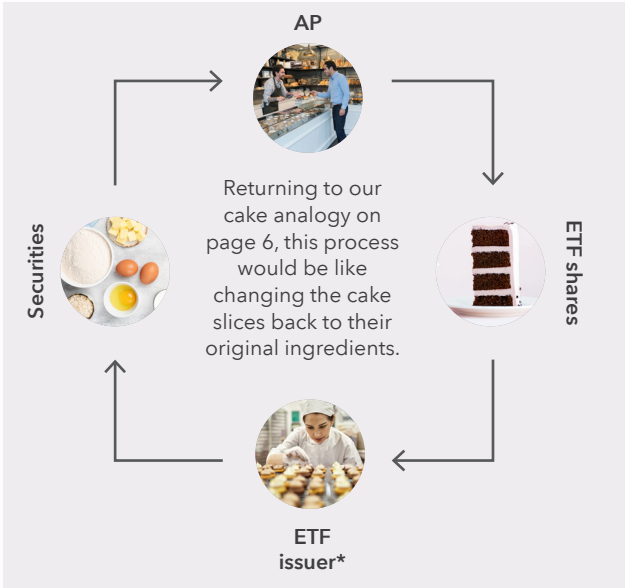 AP
Returning to our
cake analogy on
page 6, this process
would be like
changing the cake
slices back to their
original ingredients.
Securities
ETF shares
ETF
issuer*